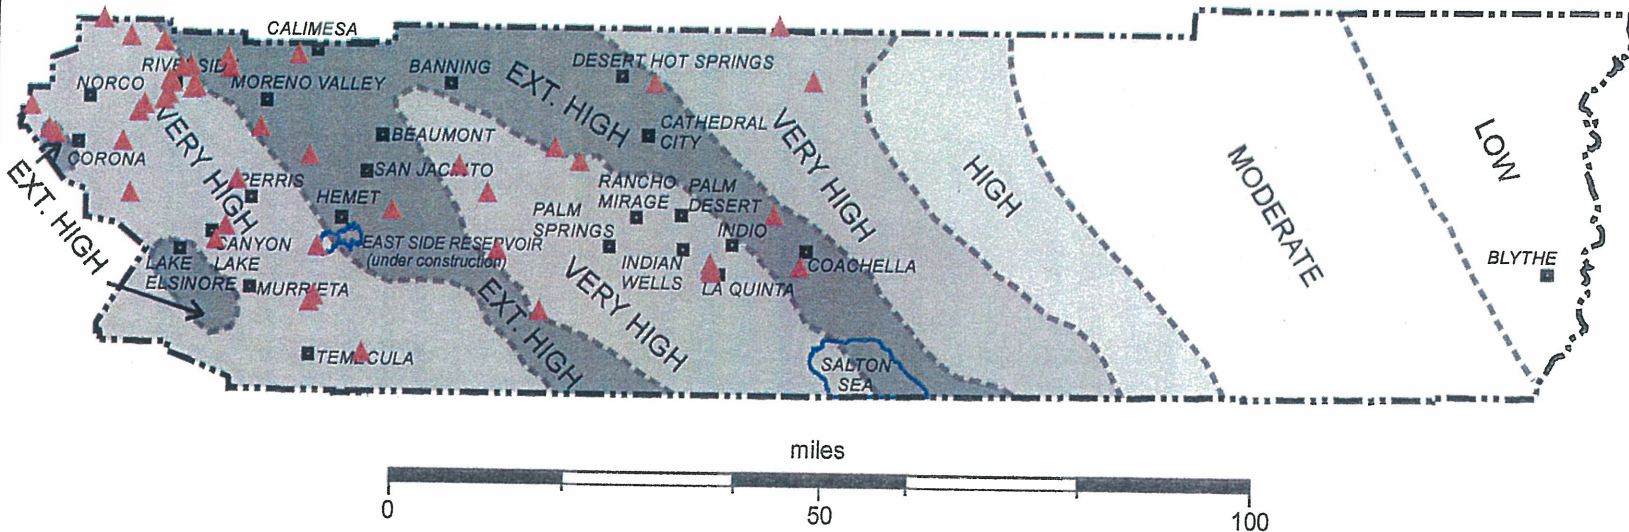 CALIMESA
RIVERSIDE
NORCO
MORENO VALLEY
BANNING
EXT. HIGH
DESERT HOT SPRINGS
VERY HIGH
CORONA
BEAUMONT
CATHEDRAL
CITY
VERY HIGH
HIGH
MODERATE
LOW
EXT. HIGH
PERRIS
SAN JACINTO
HEMET
RANCHO
MIRAGE
PALM
DESERT
PALM
SPRINGS
INDIO
CANYON
LAKE
EAST SIDE RESERVOIR
(under construction)
INDIAN
WELLS
LA QUINTA
COACHELLA
BLYTHE
LAKE
ELSINORE
MURRIETA
VERY HIGH
EXT. HIGH
TEMECULA
SALTON
SEA
miles
0
50
100